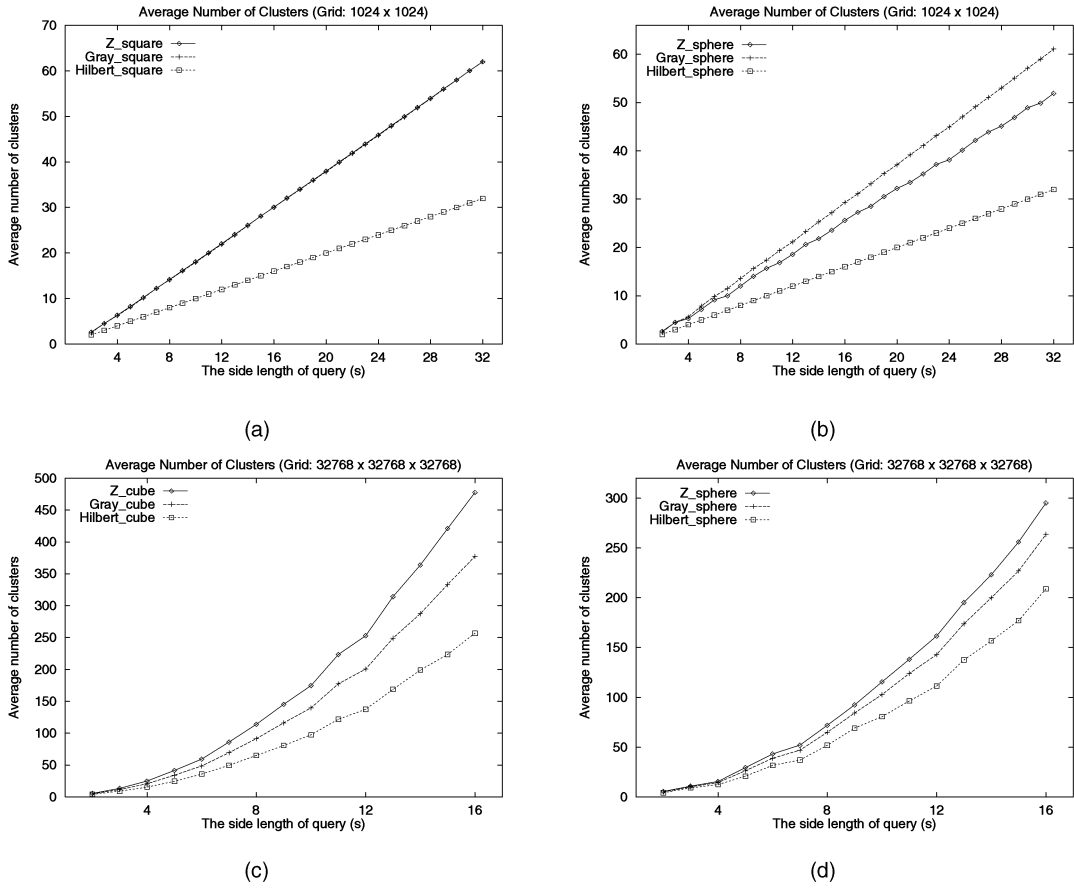 Average Number of Clusters (Grid: 1024 x 1024)
70
60
50
40
30
20
10
0
Average number of clusters
Z_square
Gray_square
Hilbert_square
4 8 12 16 20 24 28 32
The side length of query (s)
(a)
Average Number of Clusters (Grid: 1024 x 1024)
60
50
40
30
20
10
0
Average number of clusters
Z_sphere
Gray_sphere
Hilbert_sphere
4 8 12 16 20 24 28 32
The side length of query (s)
(b)
Average Number of Clusters (Grid: 32768 x 32768 x 32768)
500
450
400
350
300
250
200
150
100
50
0
Average number of clusters
Z_cube
Gray_cube
Hilbert_cube
4 8 12 16
The side length of query (s)
(c)
Average Number of Clusters (Grid: 32768 x 32768 x 32768)
300
250
200
150
100
50
0
Average number of clusters
Z_sphere
Gray_sphere
Hilbert_sphere
4 8 12 16
The side length of query (s)
(d)